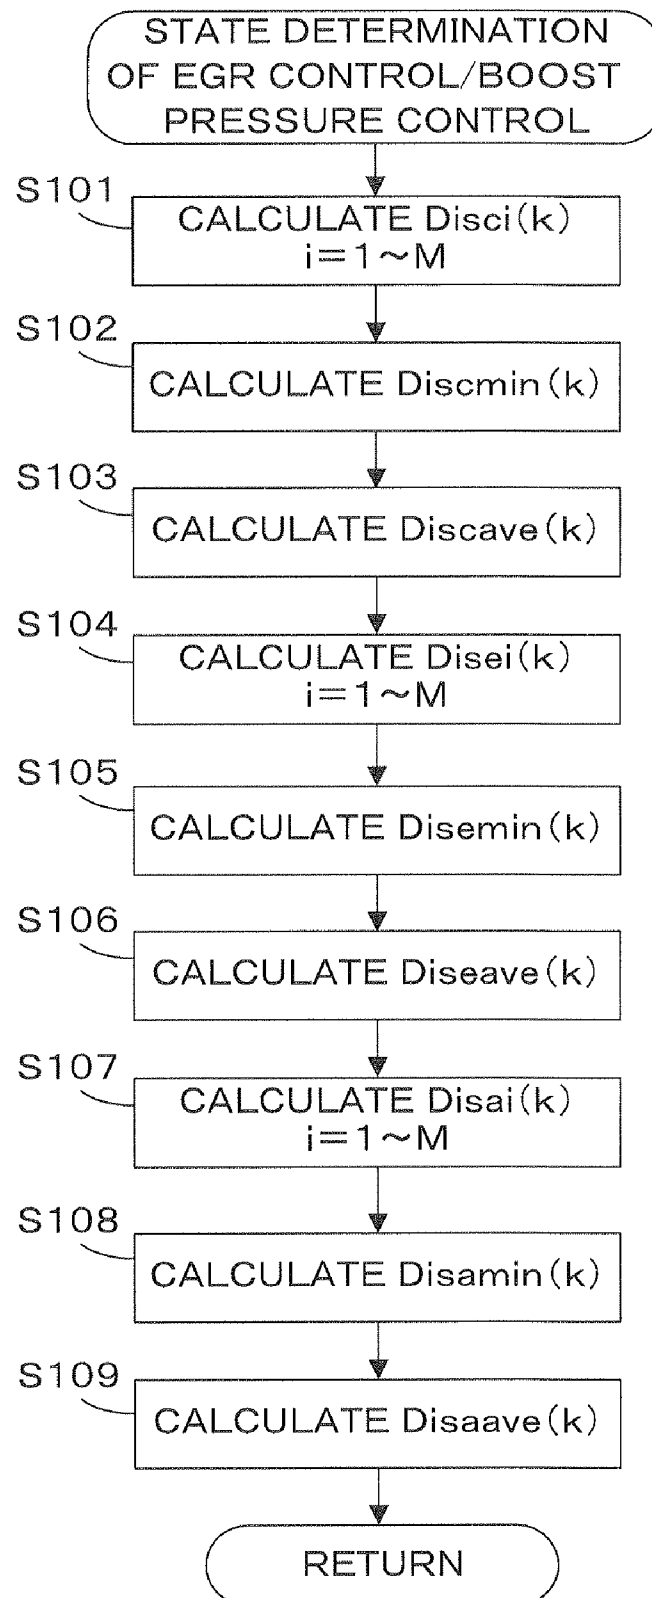 STATE DETERMINATION
OF EGR CONTROL/BOOST
PRESSURE CONTROL
S101
CALCULATE Disci(k)
i=1~M
S102
CALCULATE Discmin(k)
S103
CALCULATE Discave(k)
S104
CALCULATE Disei(k)
i=1~M
S105
CALCULATE Disemin(k)
S106
CALCULATE Diseave(k)
S107
CALCULATE Disai(k)
i=1~M
S108
CALCULATE Disamin(k)
S109
CALCULATE Disaave(k)
RETURN